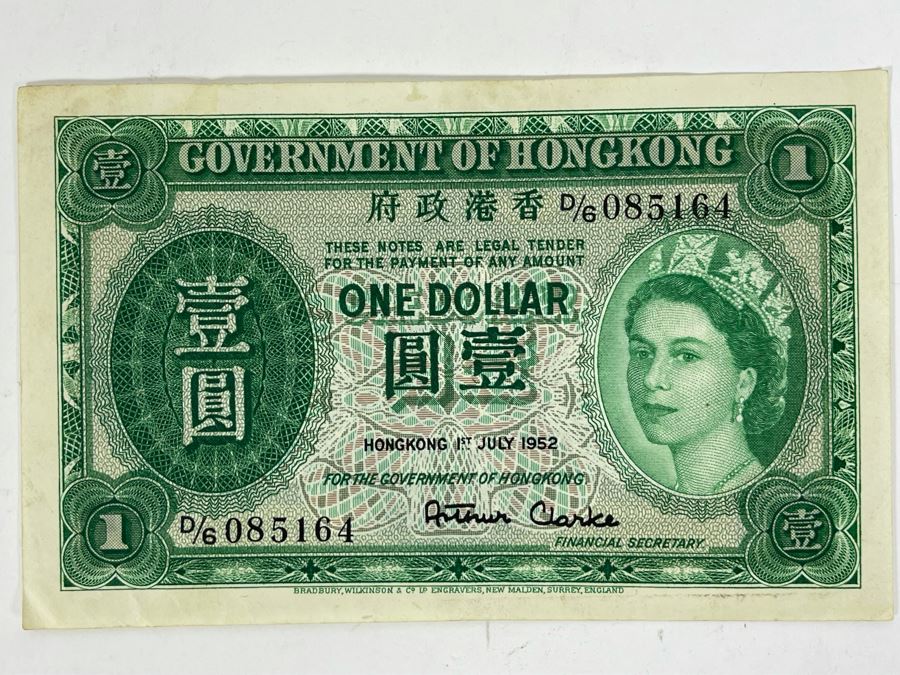 壹
GOVERNMENT OF HONGKONG
1
府政港香 D/6 085164
THESE NOTES ARE LEGAL TENDER
FOR THE PAYMENT OF ANY AMOUNT
ONE DOLLAR
圓壹
壹
圓
HONGKONG 1ST JULY 1952
FOR THE GOVERNMENT OF HONGKONG
Arthur Clarke
FINANCIAL SECRETARY.
1
D/6 085164
壹
BRADBURY, WILKINSON & Co Ld ENGRAVERS, NEW MALDEN, SURREY, ENGLAND